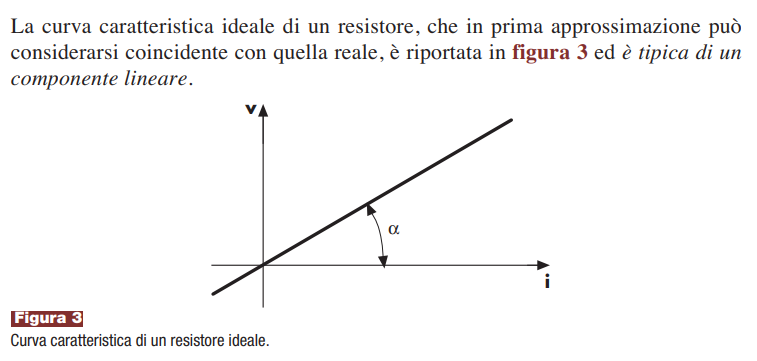 La curva caratteristica ideale di un resistore, che in prima approssimazione può
considerarsi coincidente con quella reale, è riportata in figura 3 ed è tipica di un
componente lineare.
v
α
i
Figura 3
Curva caratteristica di un resistore ideale.